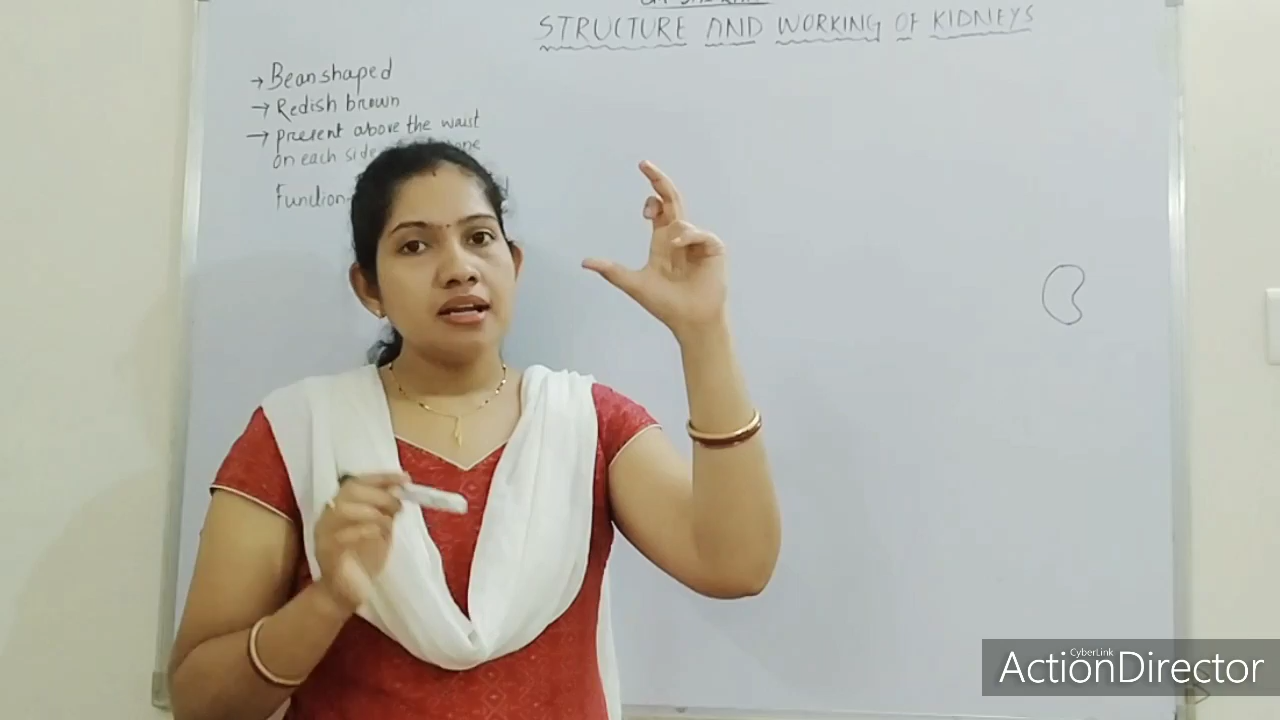 STRUCTURE AND WORKING OF KIDNEYS
→ Beanshaped
→ Redish brown
→ present above the waist
on each side
Function
CyberLink
ActionDirector